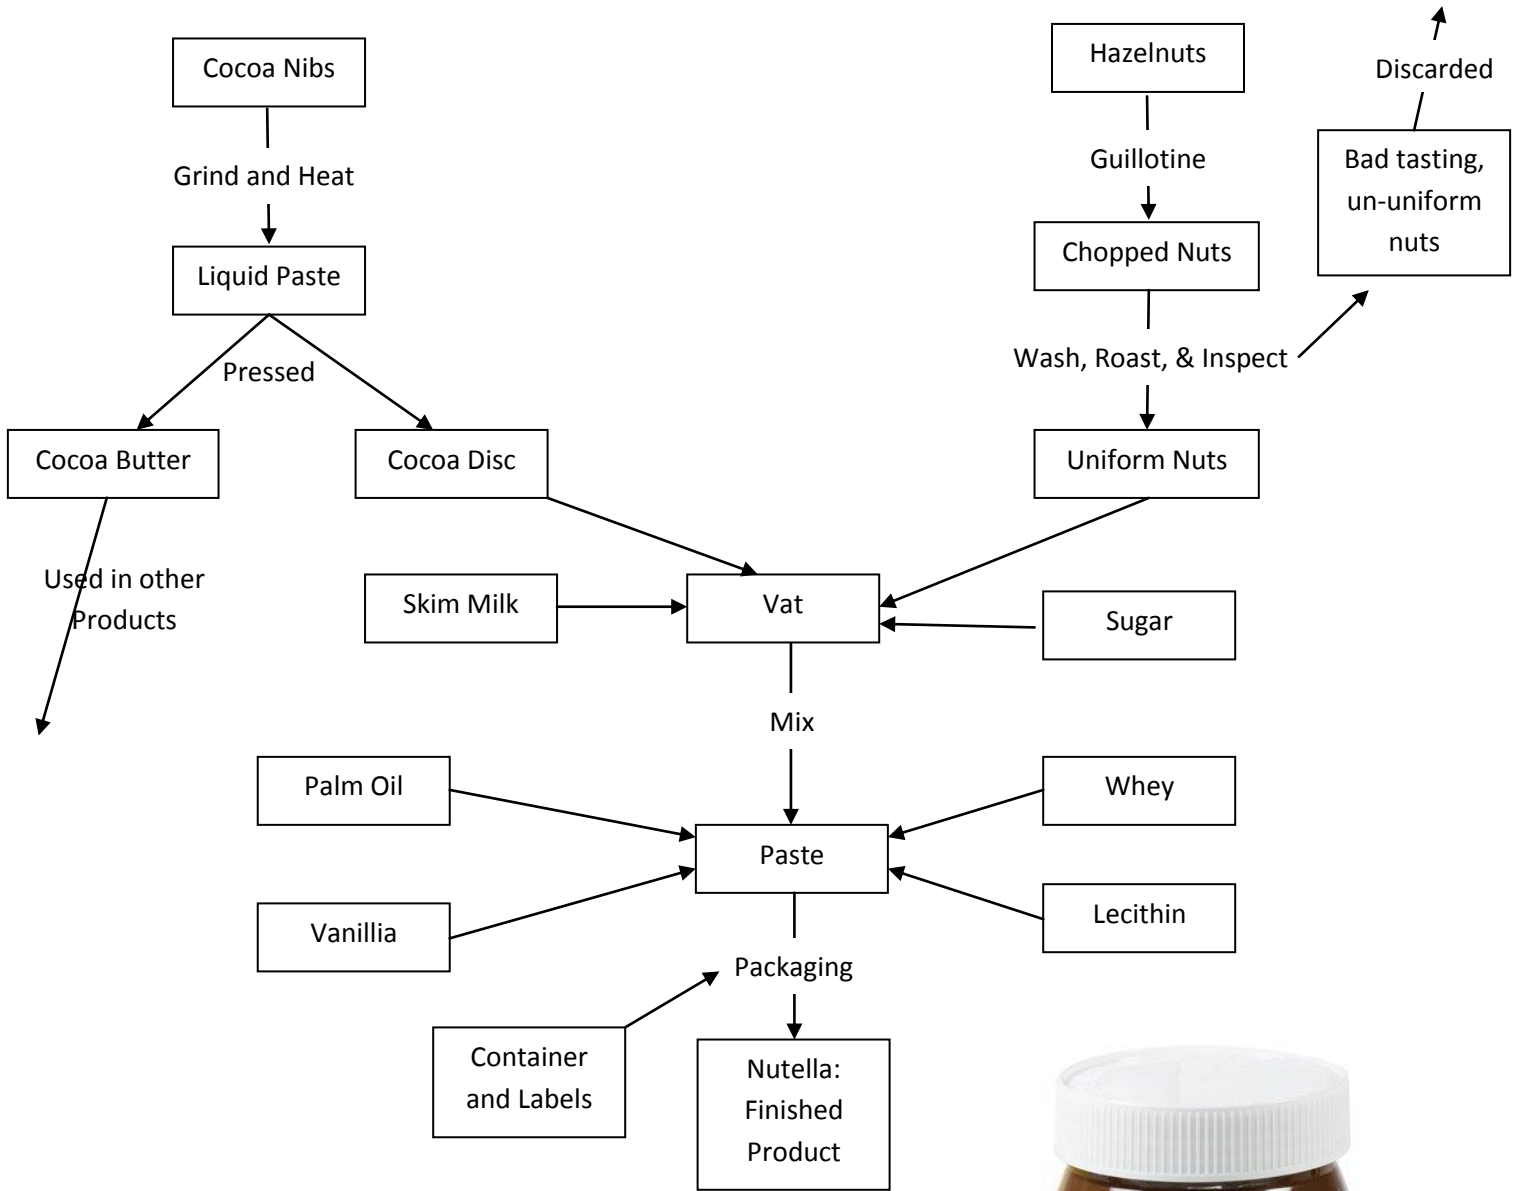 Cocoa Nibs
Hazelnuts
Discarded
Grind and Heat
Guillotine
Bad tasting,
un-uniform
nuts
Liquid Paste
Chopped Nuts
Pressed
Wash, Roast, & Inspect
Cocoa Butter
Cocoa Disc
Uniform Nuts
Used in other
Products
Skim Milk
Vat
Sugar
Mix
Palm Oil
Whey
Paste
Vanillia
Lecithin
Packaging
Container
and Labels
Nutella:
Finished
Product